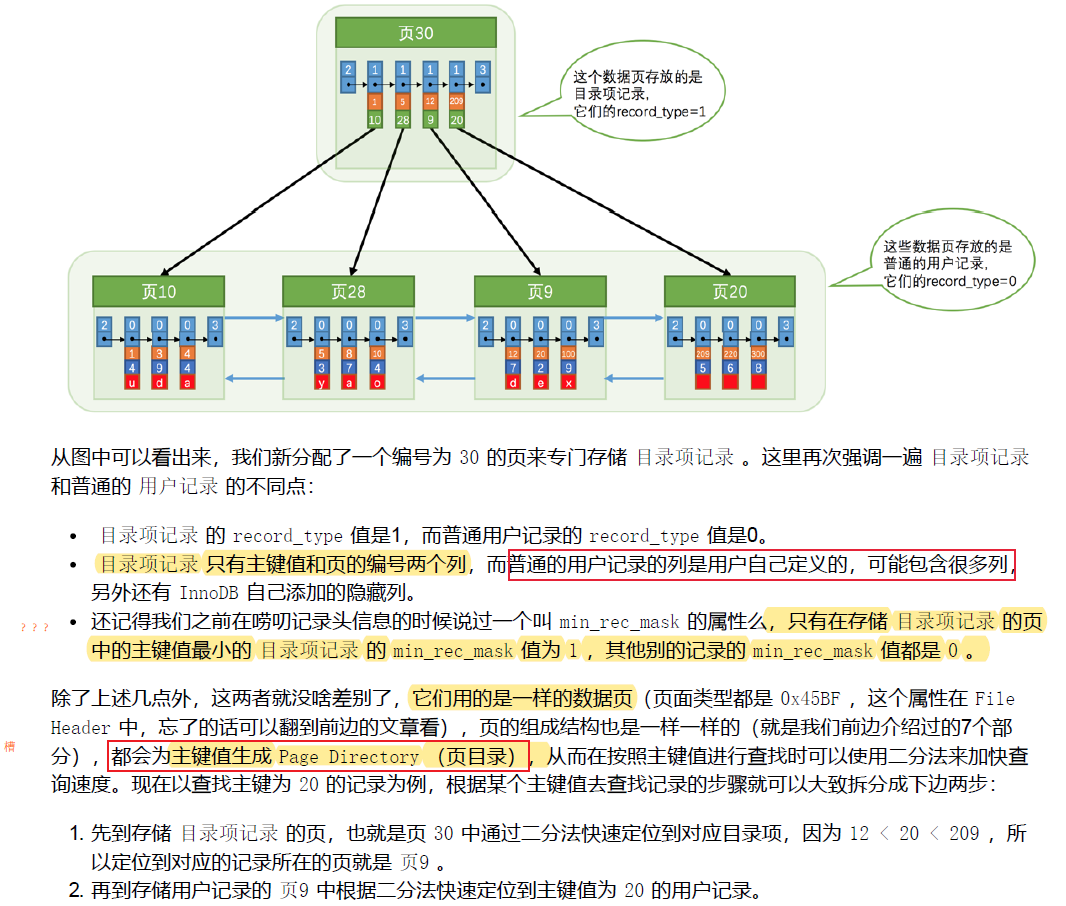 页30
2 1 1 1 1 3
1 5 12 209
10 28 9 20
这个数据页存放的是
目录项记录，
它们的record_type=1
这些数据页存放的是
普通的用户记录，
它们的record_type=0
页10 页28 页9 页20
2 0 0 0 3 2 0 0 0 3 2 0 0 0 3 2 0 0 0 3
1 3 4 5 8 10 12 20 100 209 220 300
4 9 4 3 7 4 7 2 9 5 6 8
u d a y a o d e x
从图中可以看出来，我们新分配了一个编号为 30 的页来专门存储 目录项记录 。这里再次强调一遍 目录项记录
和普通的 用户记录 的不同点：
• 目录项记录 的 record_type 值是1，而普通用户记录的 record_type 值是0。
• 目录项记录 只有主键值和页的编号两个列，而普通的用户记录的列是用户自己定义的，可能包含很多列，
另外还有 InnoDB 自己添加的隐藏列。
? ? ?
• 还记得我们之前在唠叨记录头信息的时候说过一个叫 min_rec_mask 的属性么，只有在存储 目录项记录 的页
中的主键值最小的 目录项记录 的 min_rec_mask 值为 1 ，其他别的记录的 min_rec_mask 值都是 0 。
除了上述几点外，这两者就没啥差别了，它们用的是一样的数据页（页面类型都是 0x45BF ，这个属性在 File
Header 中，忘了的话可以翻到前边的文章看），页的组成结构也是一样一样的（就是我们前边介绍过的7个部
槽
分），都会为主键值生成 Page Directory （页目录），从而在按照主键值进行查找时可以使用二分法来加快查
询速度。现在以查找主键为 20 的记录为例，根据某个主键值去查找记录的步骤就可以大致拆分成下边两步：
1. 先到存储 目录项记录 的页，也就是页 30 中通过二分法快速定位到对应目录项，因为 12 < 20 < 209 ，所
以定位到对应的记录所在的页就是 页9 。
2. 再到存储用户记录的 页9 中根据二分法快速定位到主键值为 20 的用户记录。